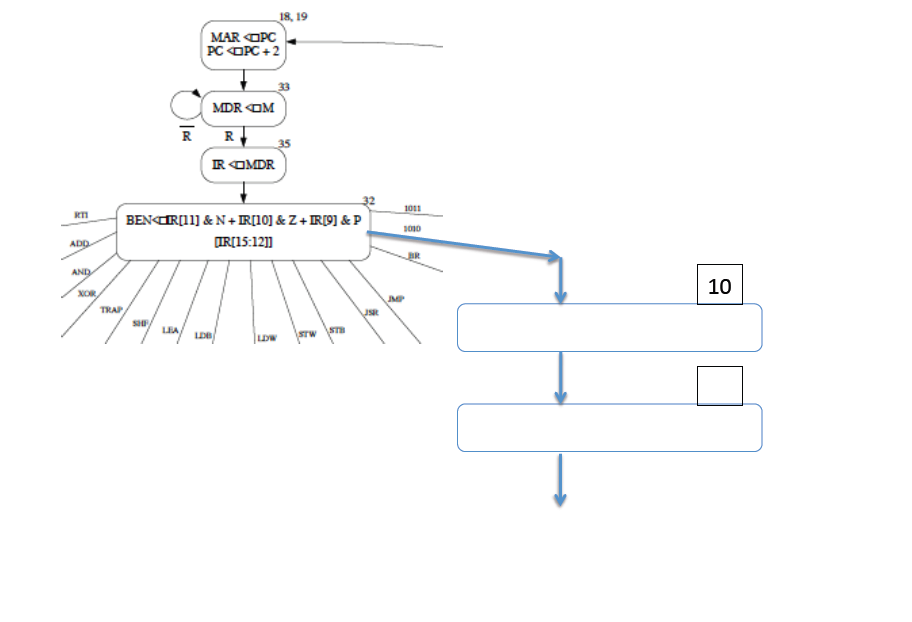 18, 19
MAR <□PC
PC <□PC + 2
33
MDR <□M
R̅
R
35
IR <□MDR
32
BEN<□IR[11] & N + IR[10] & Z + IR[9] & P
[IR[15:12]]
RTI
ADD
AND
XOR
TRAP
SHF
LEA
LDB
LDW
STW
STB
JSR
JMP
BR
1010
1011
10